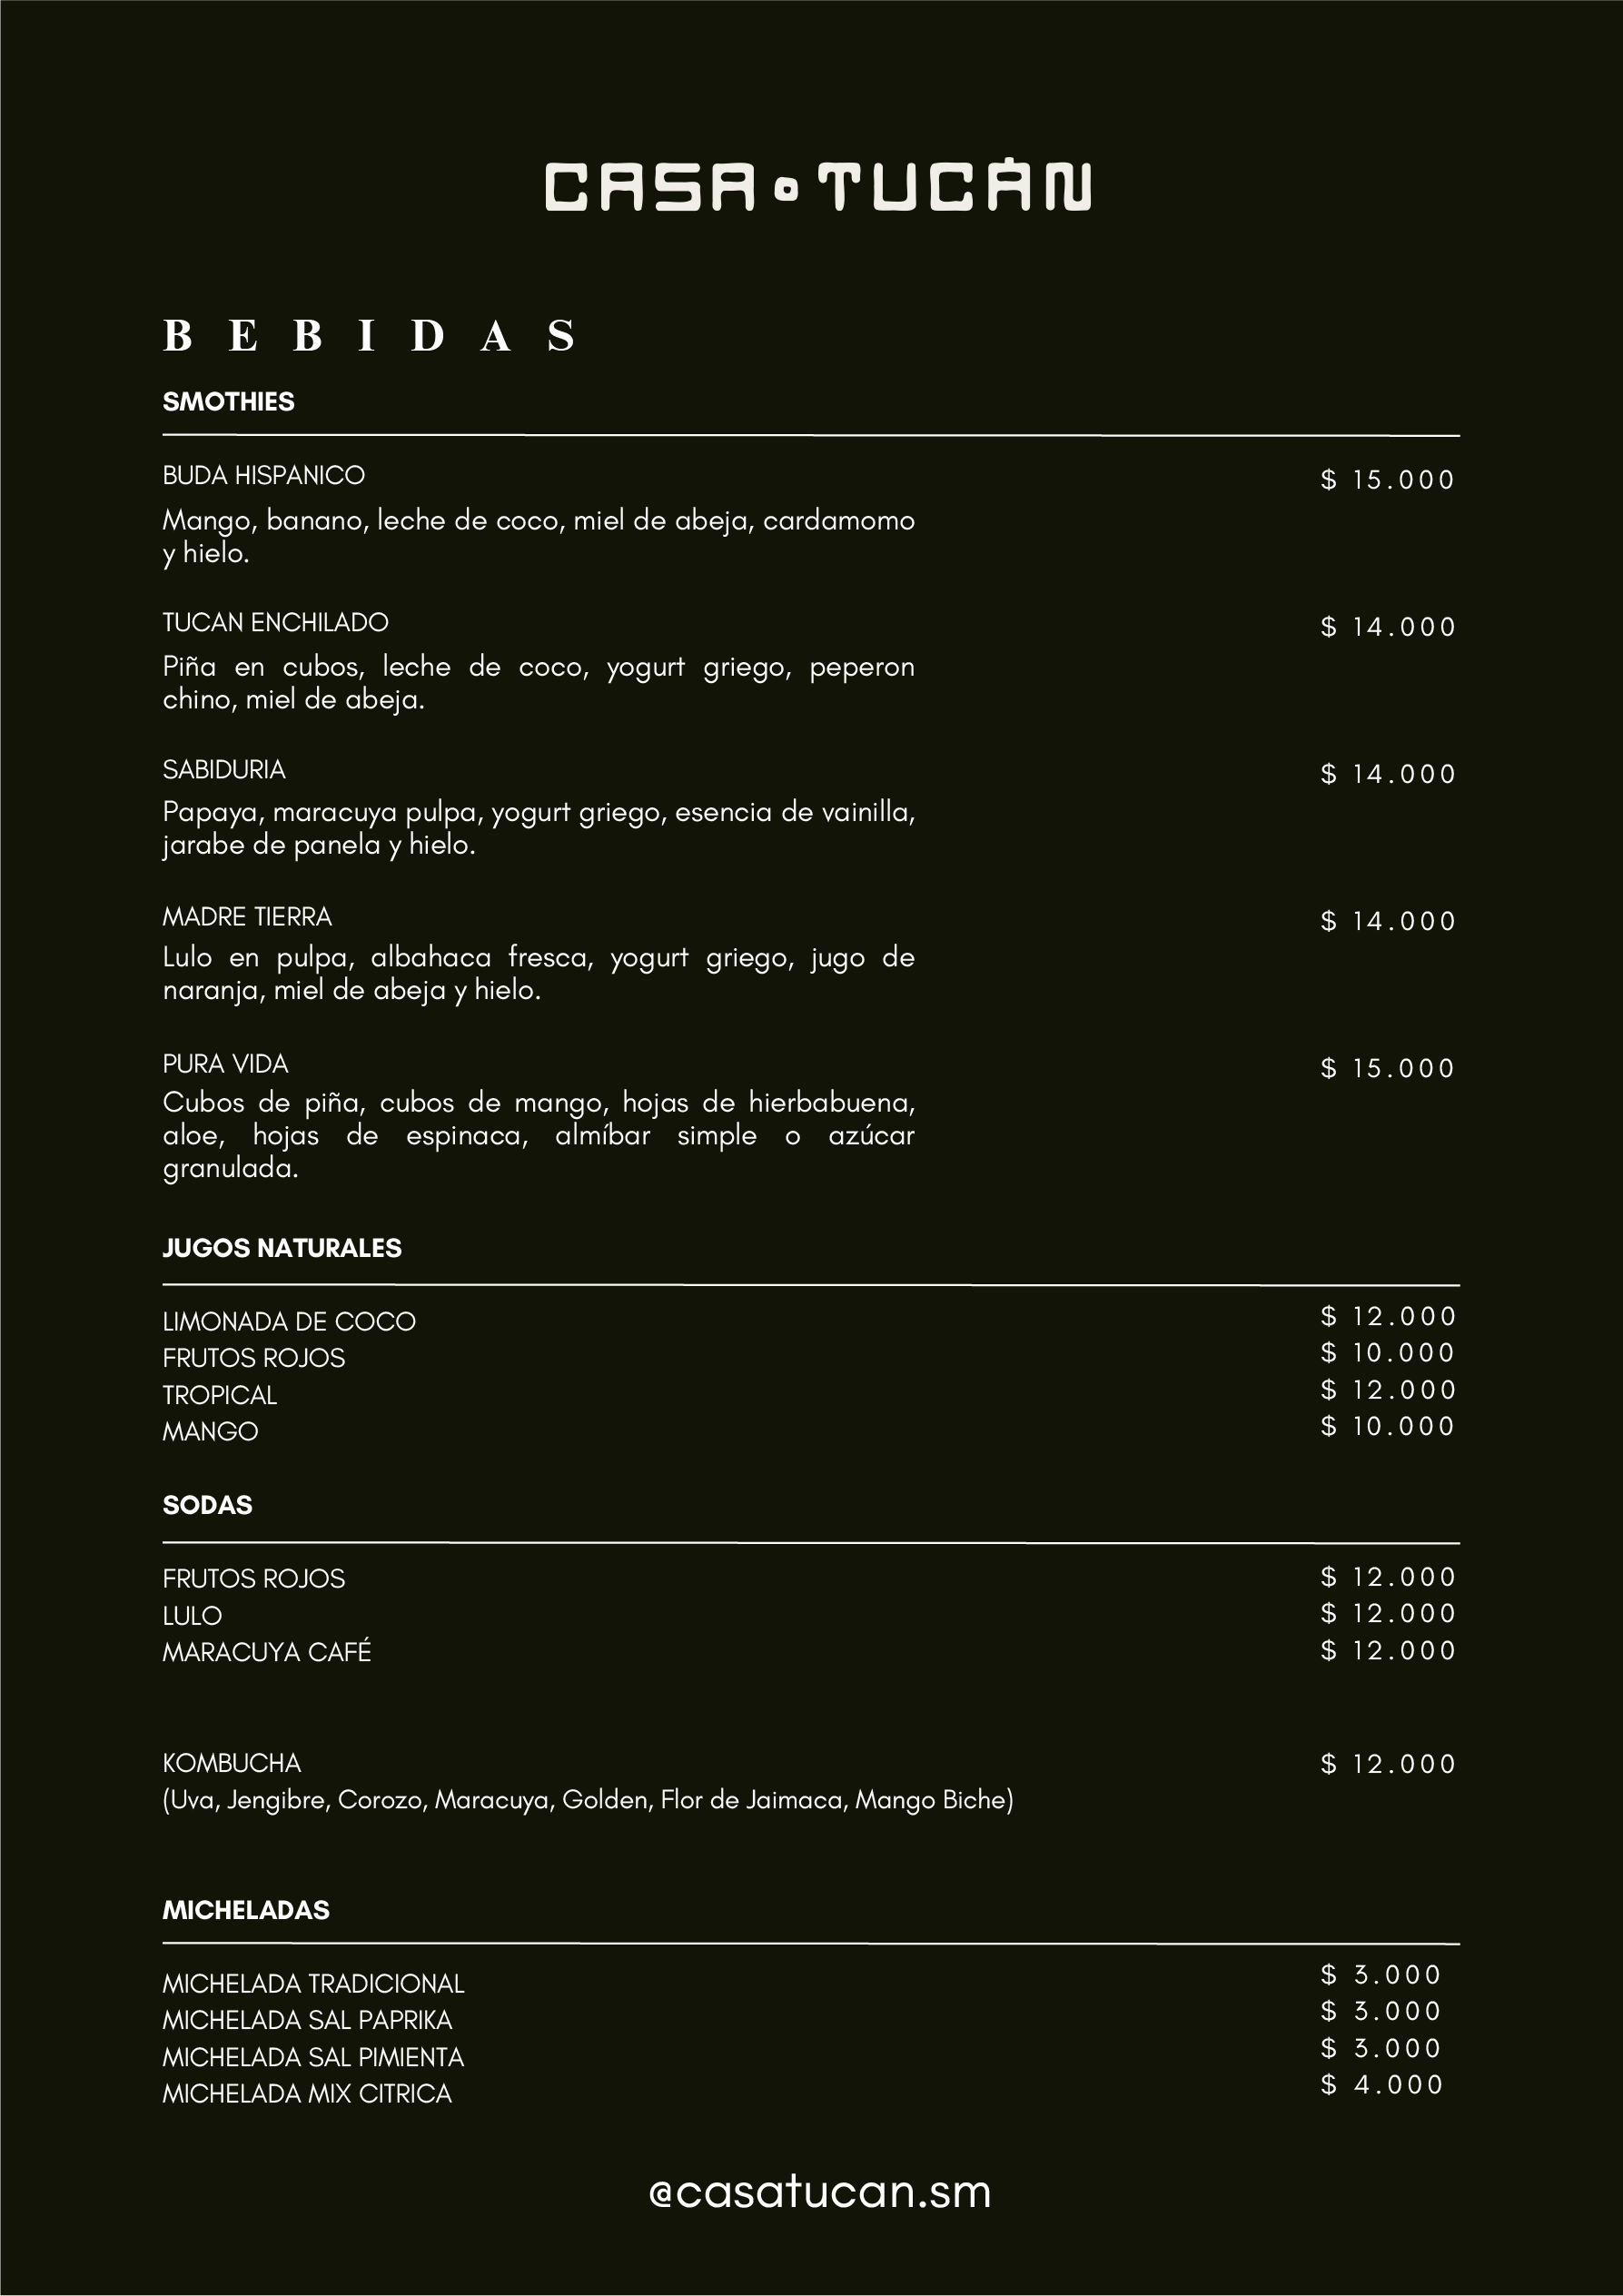 CASA TUCÁN
BEBIDAS
SMOTHIES
BUDA HISPANICO $ 15.000
Mango, banano, leche de coco, miel de abeja, cardamomo
y hielo.
TUCAN ENCHILADO $ 14.000
Piña en cubos, leche de coco, yogurt griego, peperon
chino, miel de abeja.
SABIDURIA $ 14.000
Papaya, maracuya pulpa, yogurt griego, esencia de vainilla,
jarabe de panela y hielo.
MADRE TIERRA $ 14.000
Lulo en pulpa, albahaca fresca, yogurt griego, jugo de
naranja, miel de abeja y hielo.
PURA VIDA $ 15.000
Cubos de piña, cubos de mango, hojas de hierbabuena,
aloe, hojas de espinaca, almíbar simple o azúcar
granulada.
JUGOS NATURALES
LIMONADA DE COCO $ 12.000
FRUTOS ROJOS $ 10.000
TROPICAL $ 12.000
MANGO $ 10.000
SODAS
FRUTOS ROJOS $ 12.000
LULO $ 12.000
MARACUYA CAFÉ $ 12.000
KOMBUCHA $ 12.000
(Uva, Jengibre, Corozo, Maracuya, Golden, Flor de Jaimaca, Mango Biche)
MICHELADAS
MICHELADA TRADICIONAL $ 3.000
MICHELADA SAL PAPRIKA $ 3.000
MICHELADA SAL PIMIENTA $ 3.000
MICHELADA MIX CITRICA $ 4.000
@casatucan.sm